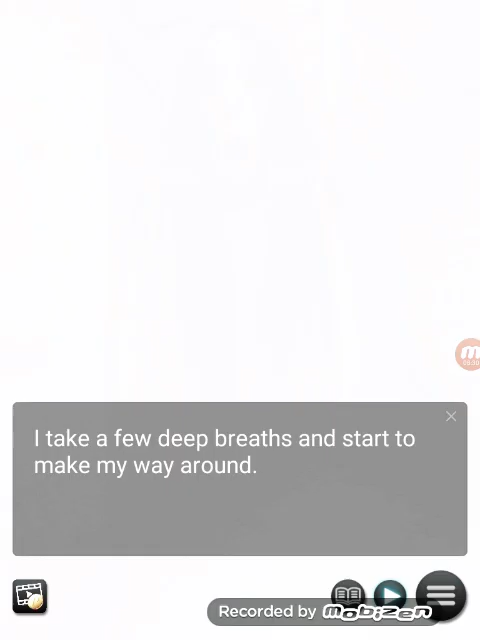 I take a few deep breaths and start to
make my way around.
Recorded by mobizen